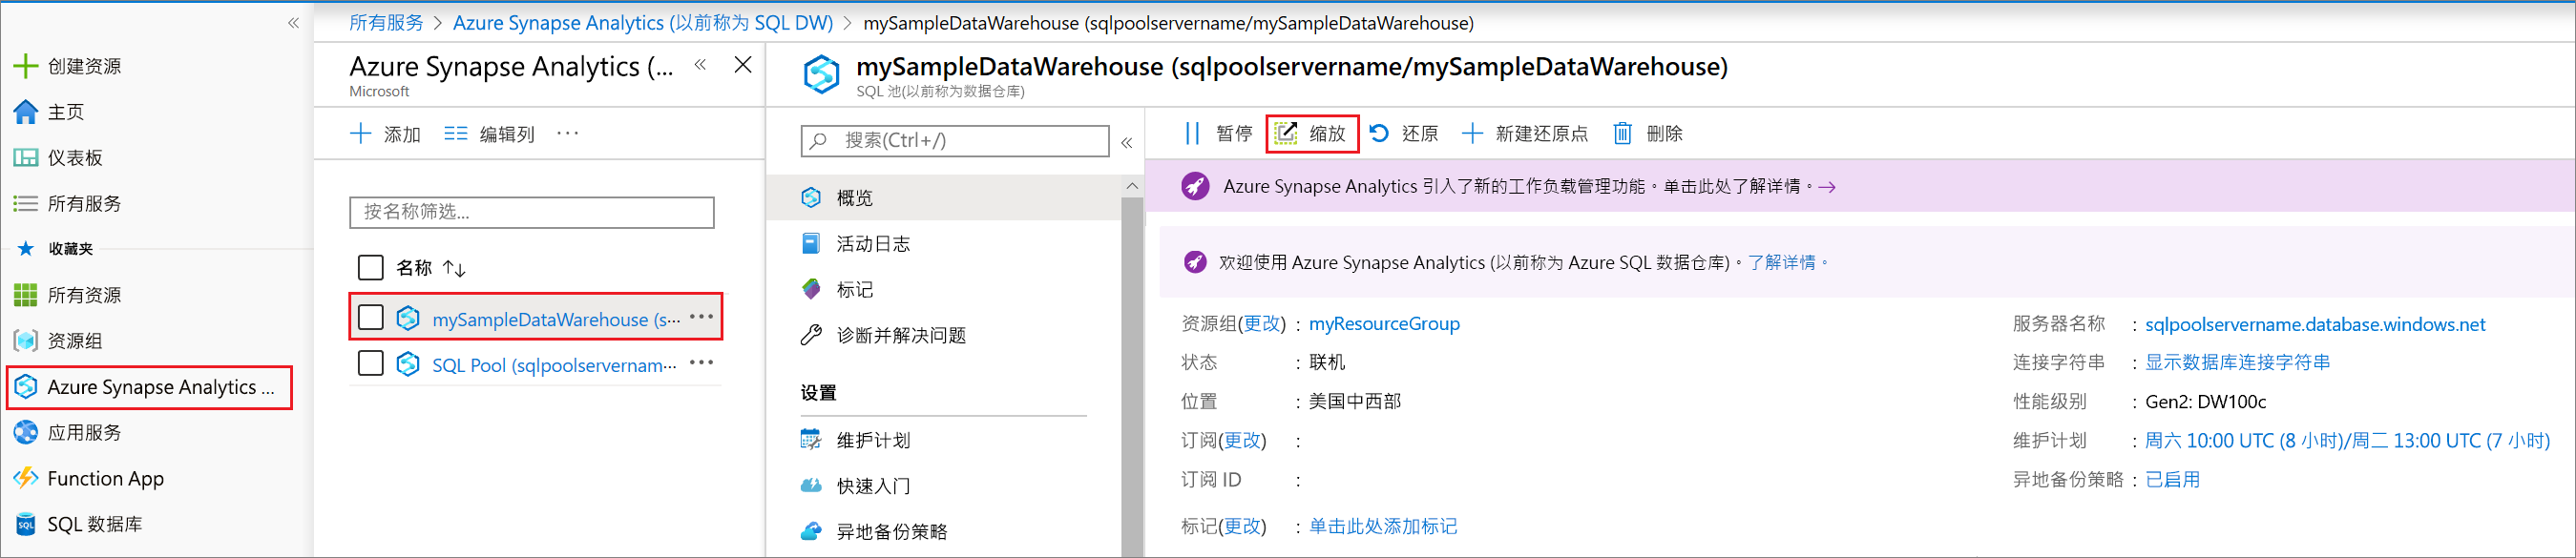 所有服务 > Azure Synapse Analytics (以前称为 SQL DW) > mySampleDataWarehouse (sqlpoolservername/mySampleDataWarehouse)
创建资源
主页
仪表板
所有服务
收藏夹
所有资源
资源组
Azure Synapse Analytics ...
应用服务
Function App
SQL 数据库
Azure Synapse Analytics (...
Microsoft
添加 编辑列 ...
按名称筛选...
名称
mySampleDataWarehouse (s...
SQL Pool (sqlpoolservernam...
mySampleDataWarehouse (sqlpoolservername/mySampleDataWarehouse)
SQL 池(以前称为数据仓库)
搜索(Ctrl+/)
概览
活动日志
标记
诊断并解决问题
设置
维护计划
快速入门
异地备份策略
暂停 缩放 还原 新建还原点 删除
Azure Synapse Analytics 引入了新的工作负载管理功能。单击此处了解详情。→
欢迎使用 Azure Synapse Analytics (以前称为 Azure SQL 数据仓库)。了解详情。
资源组(更改) : myResourceGroup
状态 : 联机
位置 : 美国中西部
订阅(更改) :
订阅 ID :
标记(更改) : 单击此处添加标记
服务器名称 : sqlpoolservername.database.windows.net
连接字符串 : 显示数据库连接字符串
性能级别 : Gen2: DW100c
维护计划 : 周六 10:00 UTC (8 小时)/周二 13:00 UTC (7 小时)
异地备份策略 : 已启用